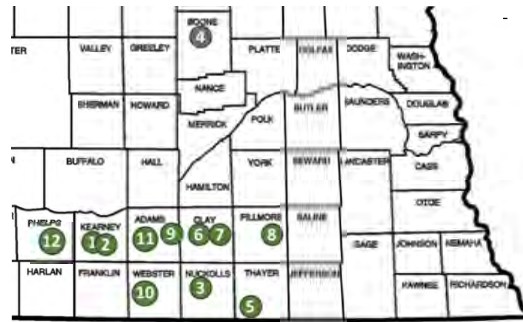 BOONE
4
TER VALLEY GREELEY PLATTE COLFAX DODGE WASH-
INGTON
NANCE
SHERMAN HOWARD MERRICK POLK BUTLER SAUNDERS DOUGLAS
SARPY
BUFFALO HALL HAMILTON YORK SEWARD LANCASTER CASS
OTOE
PHELPS KEARNEY ADAMS CLAY FILLMORE SALINE
12 1 2 11 9 6 7 8
GAGE JOHNSON NEMAHA
HARLAN FRANKLIN WEBSTER NUCKOLLS THAYER JEFFERSON
10 3 5
PAWNEE RICHARDSON